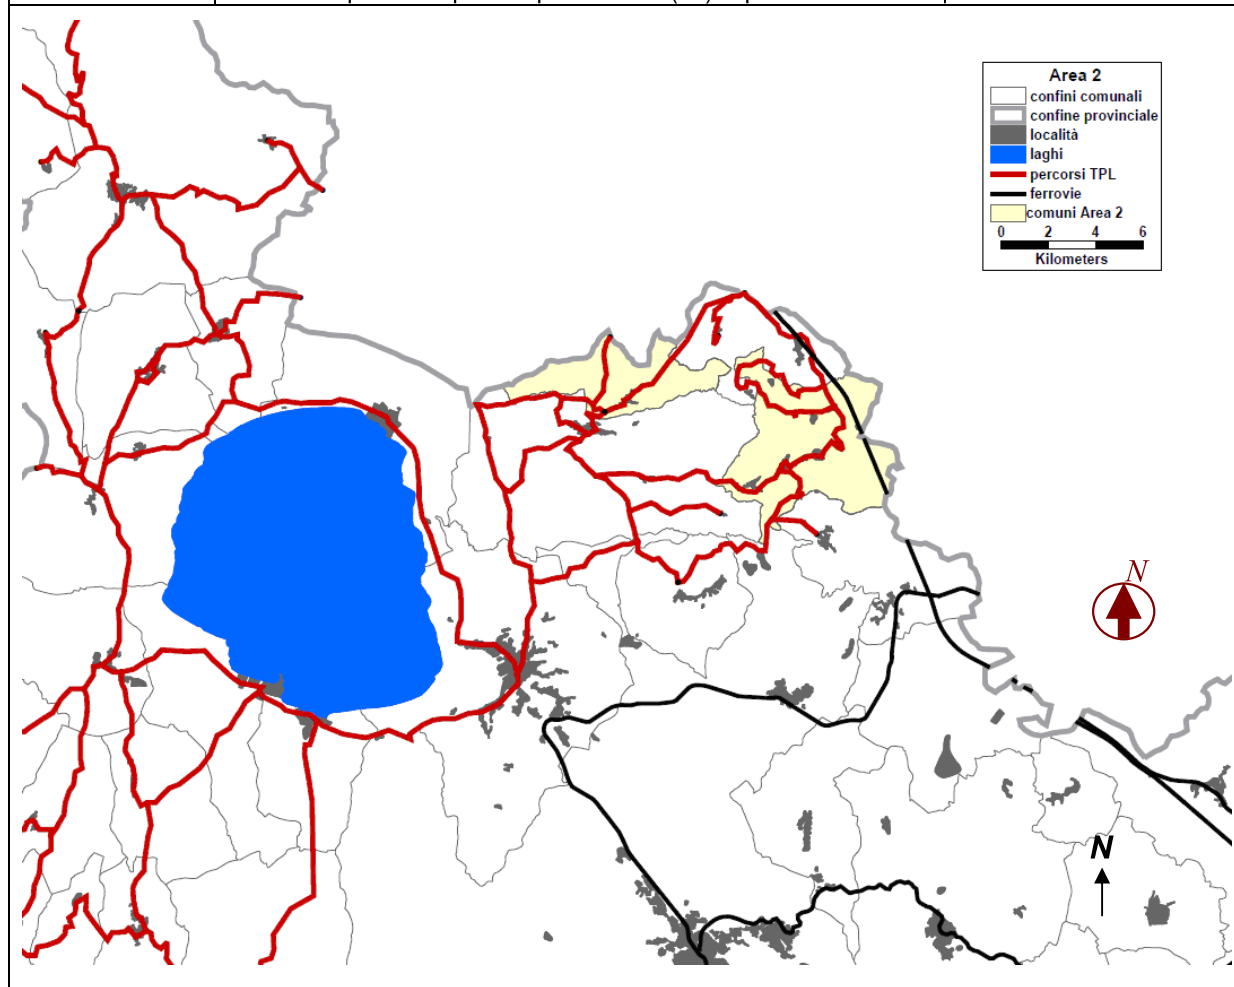 Area 2
confini comunali
confine provinciale
località
laghi
percorsi TPL
ferrovie
comuni Area 2
0 2 4 6
Kilometers
N
N